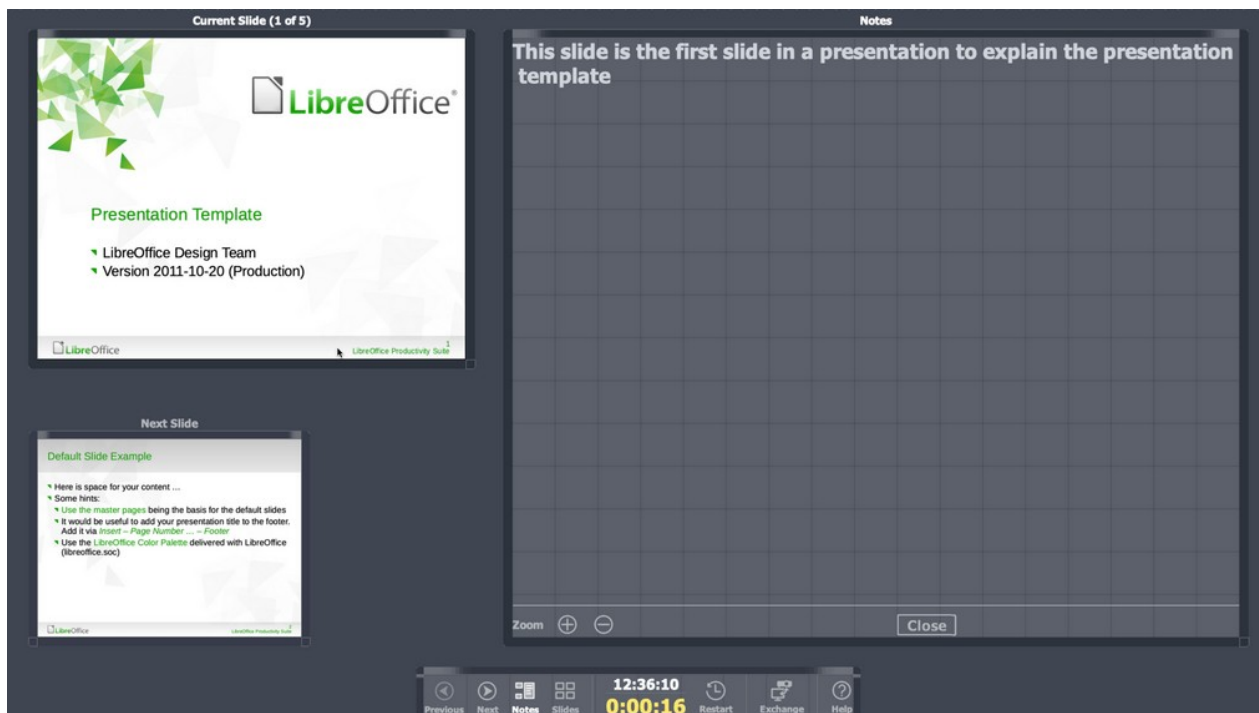 Current Slide (1 of 5)
LibreOffice®
Presentation Template
LibreOffice Design Team
Version 2011-10-20 (Production)
LibreOffice
1
LibreOffice Productivity Suite
Next Slide
Default Slide Example
Here is space for your content …
Some hints:
Use the master pages being the basis for the default slides
It would be useful to add your presentation title to the footer.
Add it via Insert – Page Number ... – Footer
Use the LibreOffice Color Palette delivered with LibreOffice
(libreoffice.soc)
LibreOffice
LibreOffice Productivity Suite
Notes
This slide is the first slide in a presentation to explain the presentation
template
Zoom
Close
Previous
Next
Notes
Slides
12:36:10
0:00:16
Restart
Exchange
Help